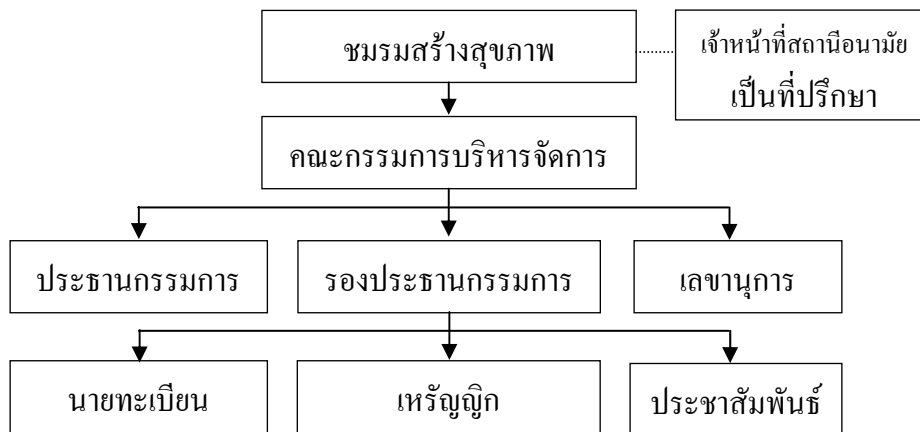 ชมรมสร้างสุขภาพ
เจ้าหน้าที่สถานีอนามัย
เป็นที่ปรึกษา
คณะกรรมการบริหารจัดการ
ประธานกรรมการ
รองประธานกรรมการ
เลขานุการ
นายทะเบียน
เหรัญญิก
ประชาสัมพันธ์